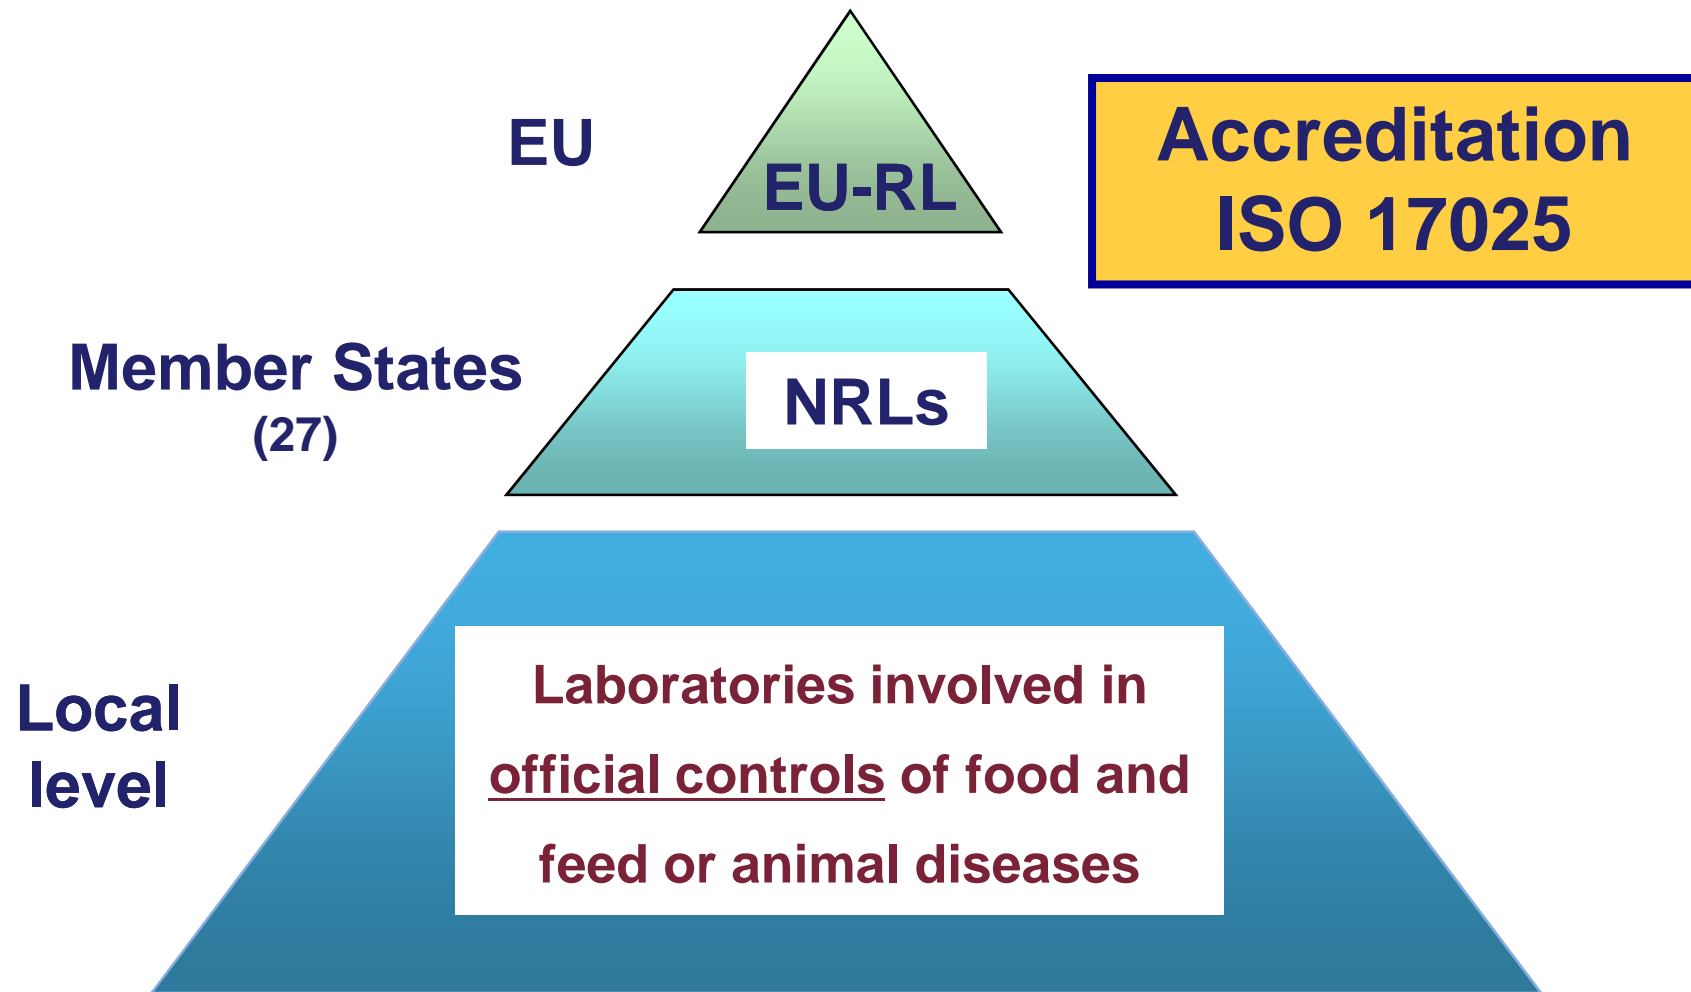 EU
EU-RL
Accreditation
ISO 17025
Member States
(27)
NRLs
Local
level
Laboratories involved in
official controls of food and
feed or animal diseases